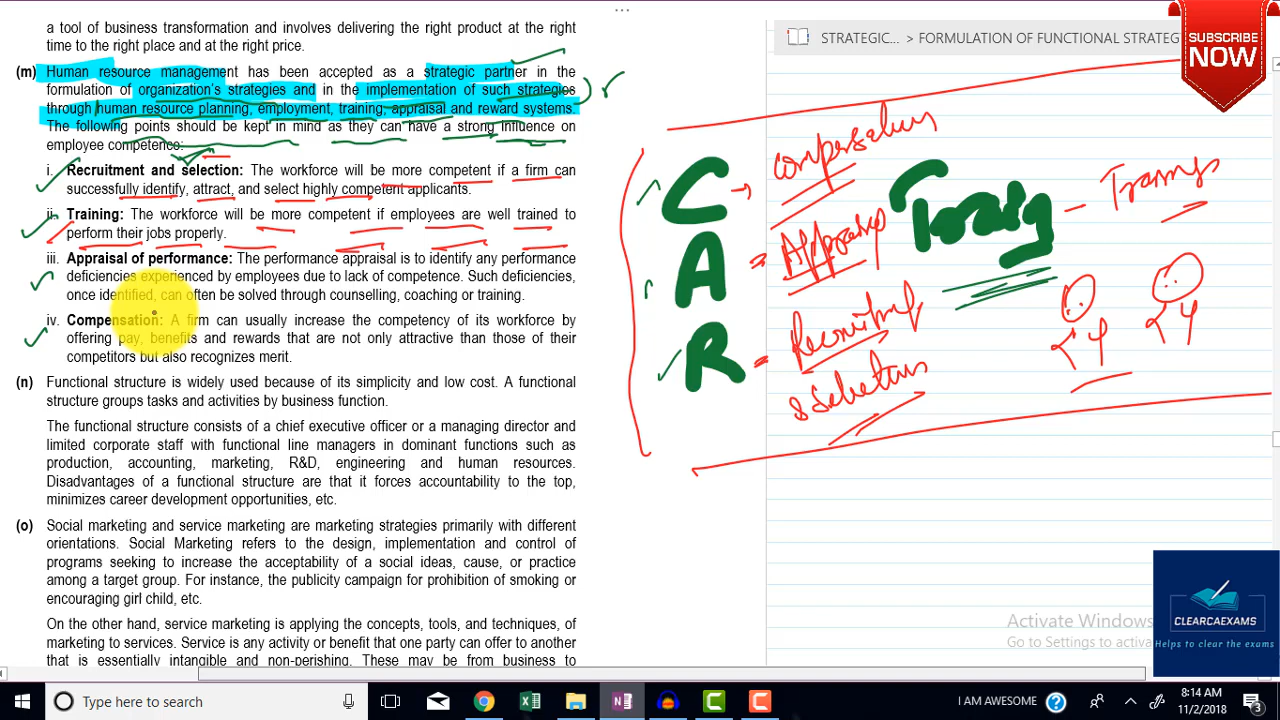 a tool of business transformation and involves delivering the right product at the right
time to the right place and at the right price.
(m) Human resource management has been accepted as a strategic partner in the
formulation of organization's strategies and in the implementation of such strategies
through human resource planning, employment, training, appraisal and reward systems.
The following points should be kept in mind as they can have a strong influence on
employee competence:
i. Recruitment and selection: The workforce will be more competent if a firm can
successfully identify, attract, and select highly competent applicants.
ii. Training: The workforce will be more competent if employees are well trained to
perform their jobs properly.
iii. Appraisal of performance: The performance appraisal is to identify any performance
deficiencies experienced by employees due to lack of competence. Such deficiencies,
once identified, can often be solved through counselling, coaching or training.
iv. Compensation: A firm can usually increase the competency of its workforce by
offering pay, benefits and rewards that are not only attractive than those of their
competitors but also recognizes merit.
(n) Functional structure is widely used because of its simplicity and low cost. A functional
structure groups tasks and activities by business function.
The functional structure consists of a chief executive officer or a managing director and
limited corporate staff with functional line managers in dominant functions such as
production, accounting, marketing, R&D, engineering and human resources.
Disadvantages of a functional structure are that it forces accountability to the top,
minimizes career development opportunities, etc.
(o) Social marketing and service marketing are marketing strategies primarily with different
orientations. Social Marketing refers to the design, implementation and control of
programs seeking to increase the acceptability of a social ideas, cause, or practice
among a target group. For instance, the publicity campaign for prohibition of smoking or
encouraging girl child, etc.
On the other hand, service marketing is applying the concepts, tools, and techniques, of
marketing to services. Service is any activity or benefit that one party can offer to another
that is essentially intangible and non-perishing. These may be from business to
STRATEGIC... > FORMULATION OF FUNCTIONAL STRATEG
SUBSCRIBE
NOW
C
A
R
& Selection
Activate Windows
Go to Settings to activa
CLEARCAEXAMS
Helps to clear the exams
Type here to search
I AM AWESOME
8:14 AM
11/2/2018
3